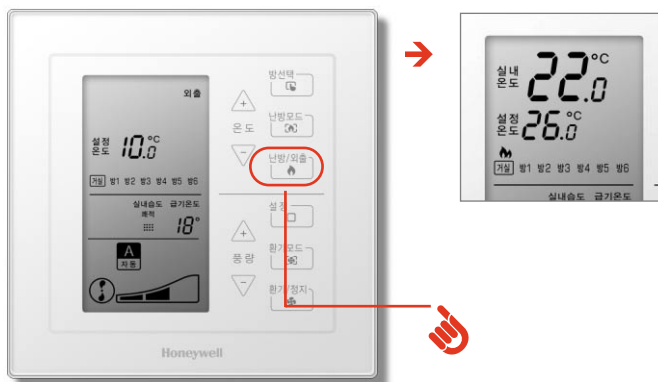 외출
설정
온도 10.0°C
거실 방1 방2 방3 방4 방5 방6
실내습도 급기온도
쾌적
18°
A
자동
방선택
온도
난방모드
난방/외출
설정
풍량
환기모드
환기/정지
Honeywell
실내
온도 22.0°C
설정
온도 26.0°C
거실 방1 방2 방3 방4 방5 방6
실내습도 급기온도